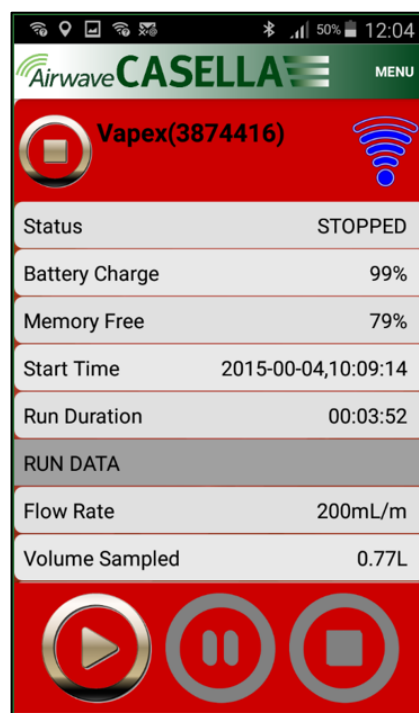 50% 12:04
Airwave CASELLA MENU
Vapex(3874416)
Status STOPPED
Battery Charge 99%
Memory Free 79%
Start Time 2015-00-04,10:09:14
Run Duration 00:03:52
RUN DATA
Flow Rate 200mL/m
Volume Sampled 0.77L